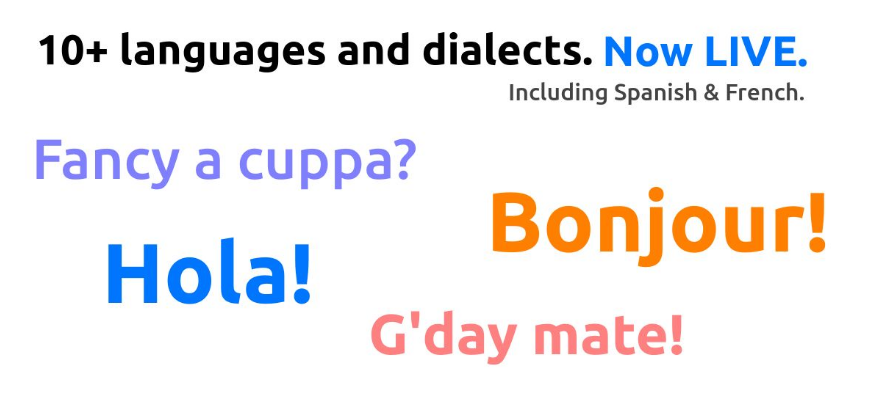 10+ languages and dialects. Now LIVE.
Including Spanish & French.
Fancy a cuppa?
Bonjour!
Hola!
G'day mate!